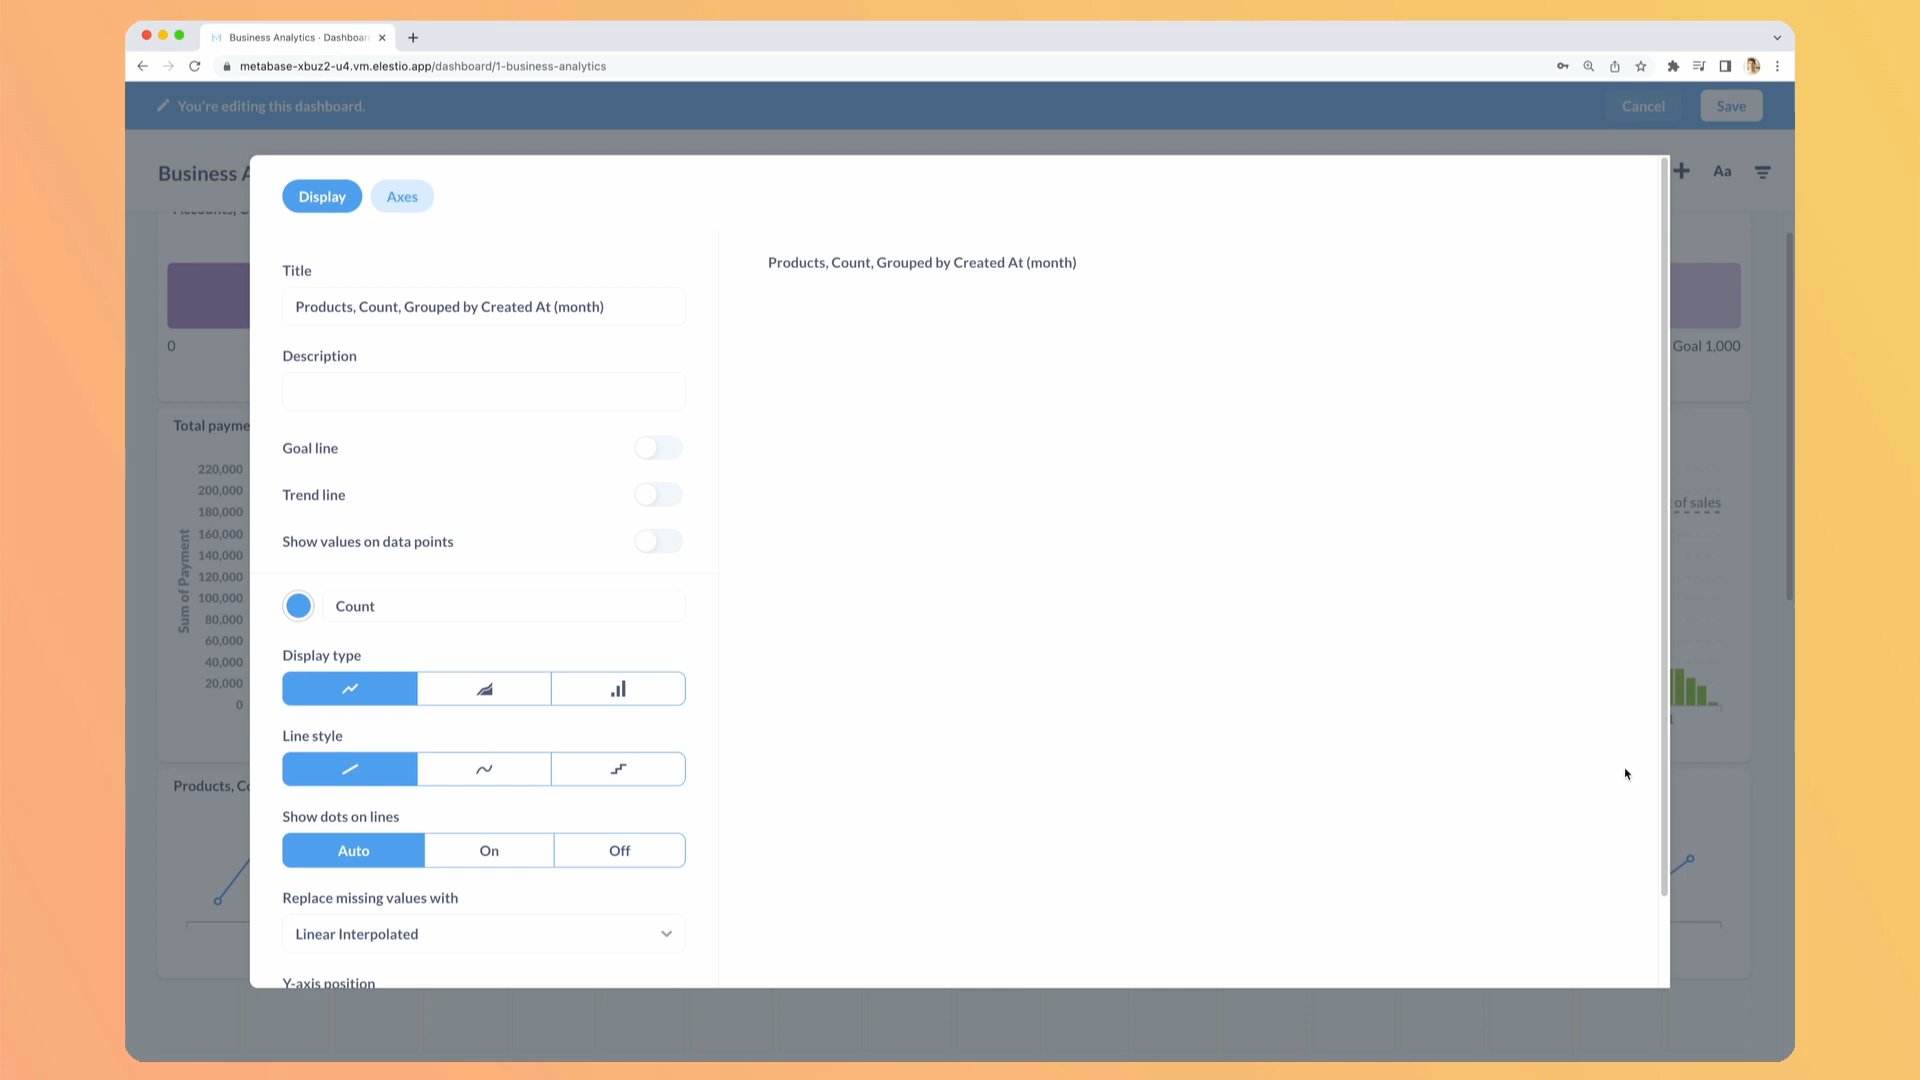 Business Analytics · Dashboar
metabase-xbuz2-u4.vm.elestio.app/dashboard/1-business-analytics
You're editing this dashboard.
Cancel
Save
Business A
Aa
Display
Axes
Title
Products, Count, Grouped by Created At (month)
Description
Goal line
Trend line
Show values on data points
Count
Display type
Line style
Show dots on lines
Auto
On
Off
Replace missing values with
Linear Interpolated
Y-axis position
Products, Count, Grouped by Created At (month)
0
Goal 1,000
Total payme
220,000
200,000
180,000
160,000
140,000
120,000
100,000
80,000
60,000
40,000
20,000
0
Sum of Payment
of sales
Products, Co